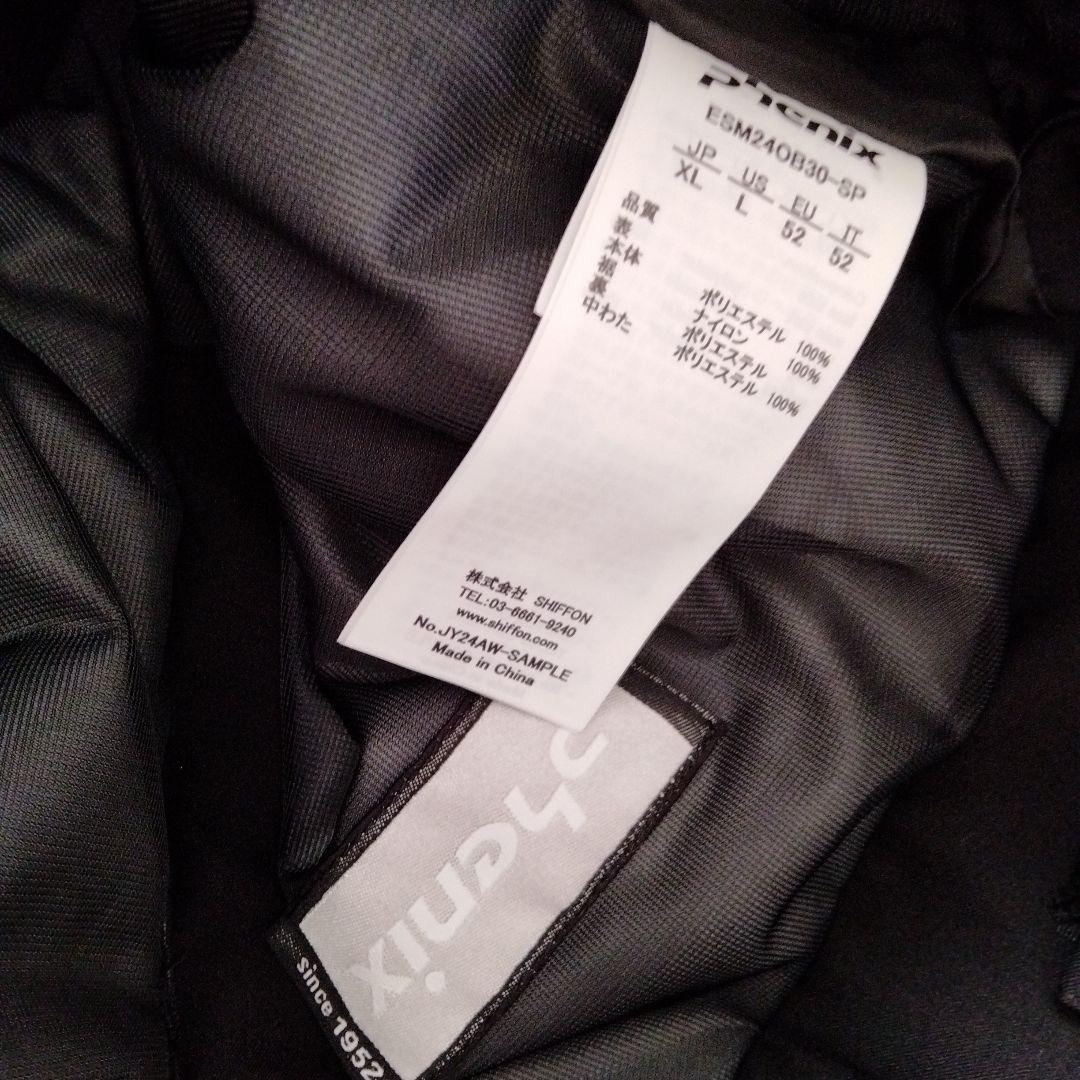 phenix
ESM24OB30-SP
JP US EU IT
XL L 52 52
品質
表
本体 ポリエステル 100%
裾 ナイロン 100%
裏 ポリエステル
中わた ポリエステル 100%
株式会社 SHIFFON
TEL:03-6661-9240
www.shiffon.com
No.JY24AW-SAMPLE
Made in China
phenix
since 1952